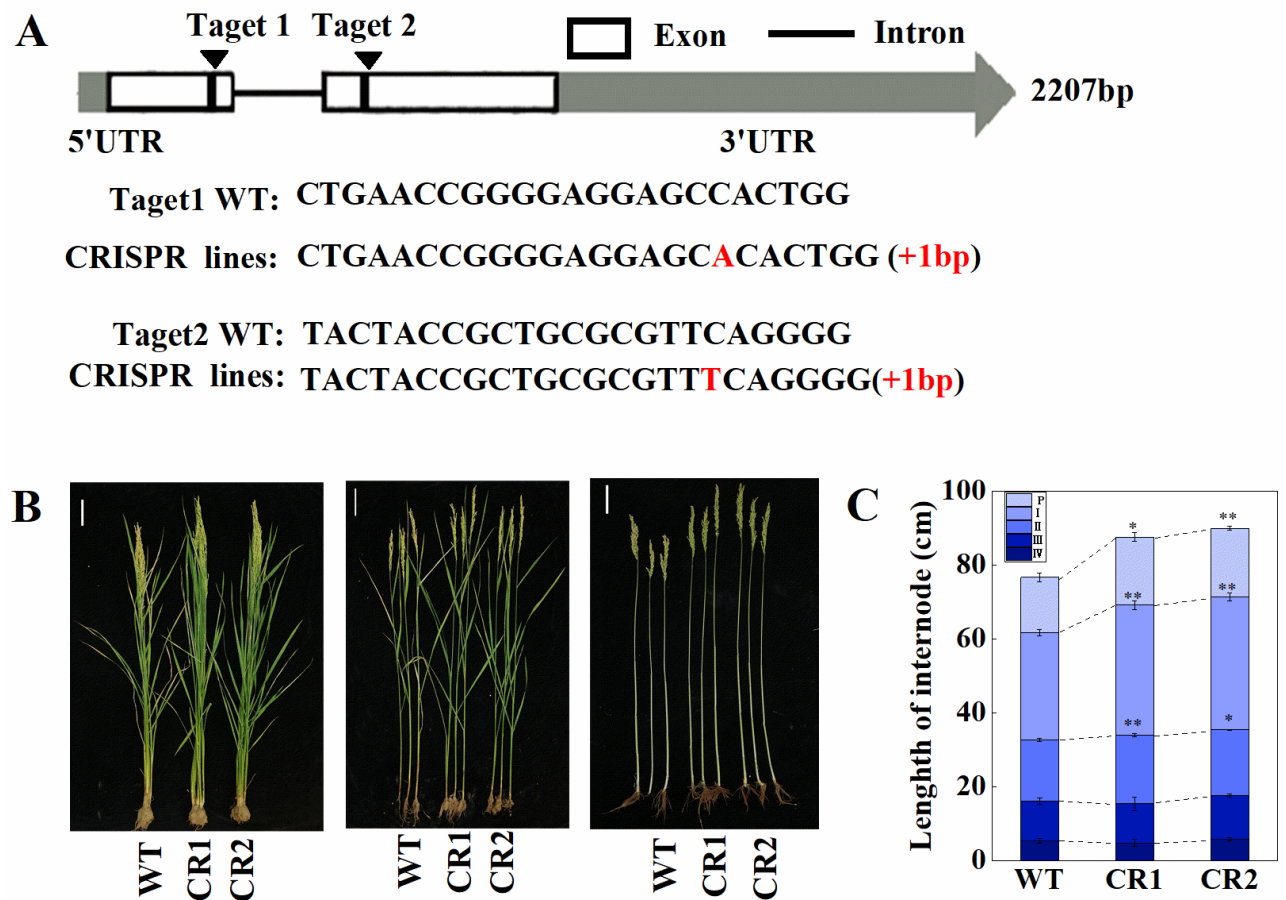 A
Taget 1
Taget 2
Exon
Intron
2207bp
5'UTR
3'UTR
Taget1 WT: CTGAACCGGGGAGGAGCCACTGG
CRISPR lines: CTGAACCGGGGAGGAGCACACTGG (+1bp)
Taget2 WT: TACTACCGCTGCGCGTTCAGGGG
CRISPR lines: TACTACCGCTGCGCGTTTCAGGGG(+1bp)
B
WT
CR1
CR2
WT
CR1
CR2
WT
CR1
CR2
C
Lenghth of internode (cm)
100
80
60
40
20
0
P
I
II
III
IV
*
**
**
**
**
*
WT
CR1
CR2